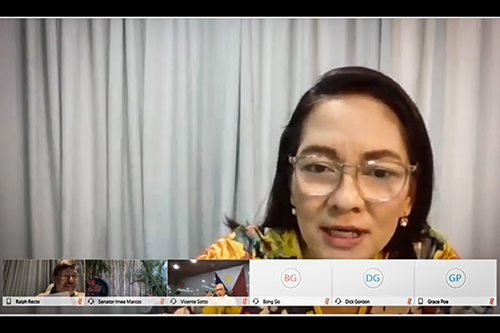 BG
DG
GP
Ralph Recto
Senator Imee Marcos
Vicente Sotto
Bong Go
Dick Gordon
Grace Poe